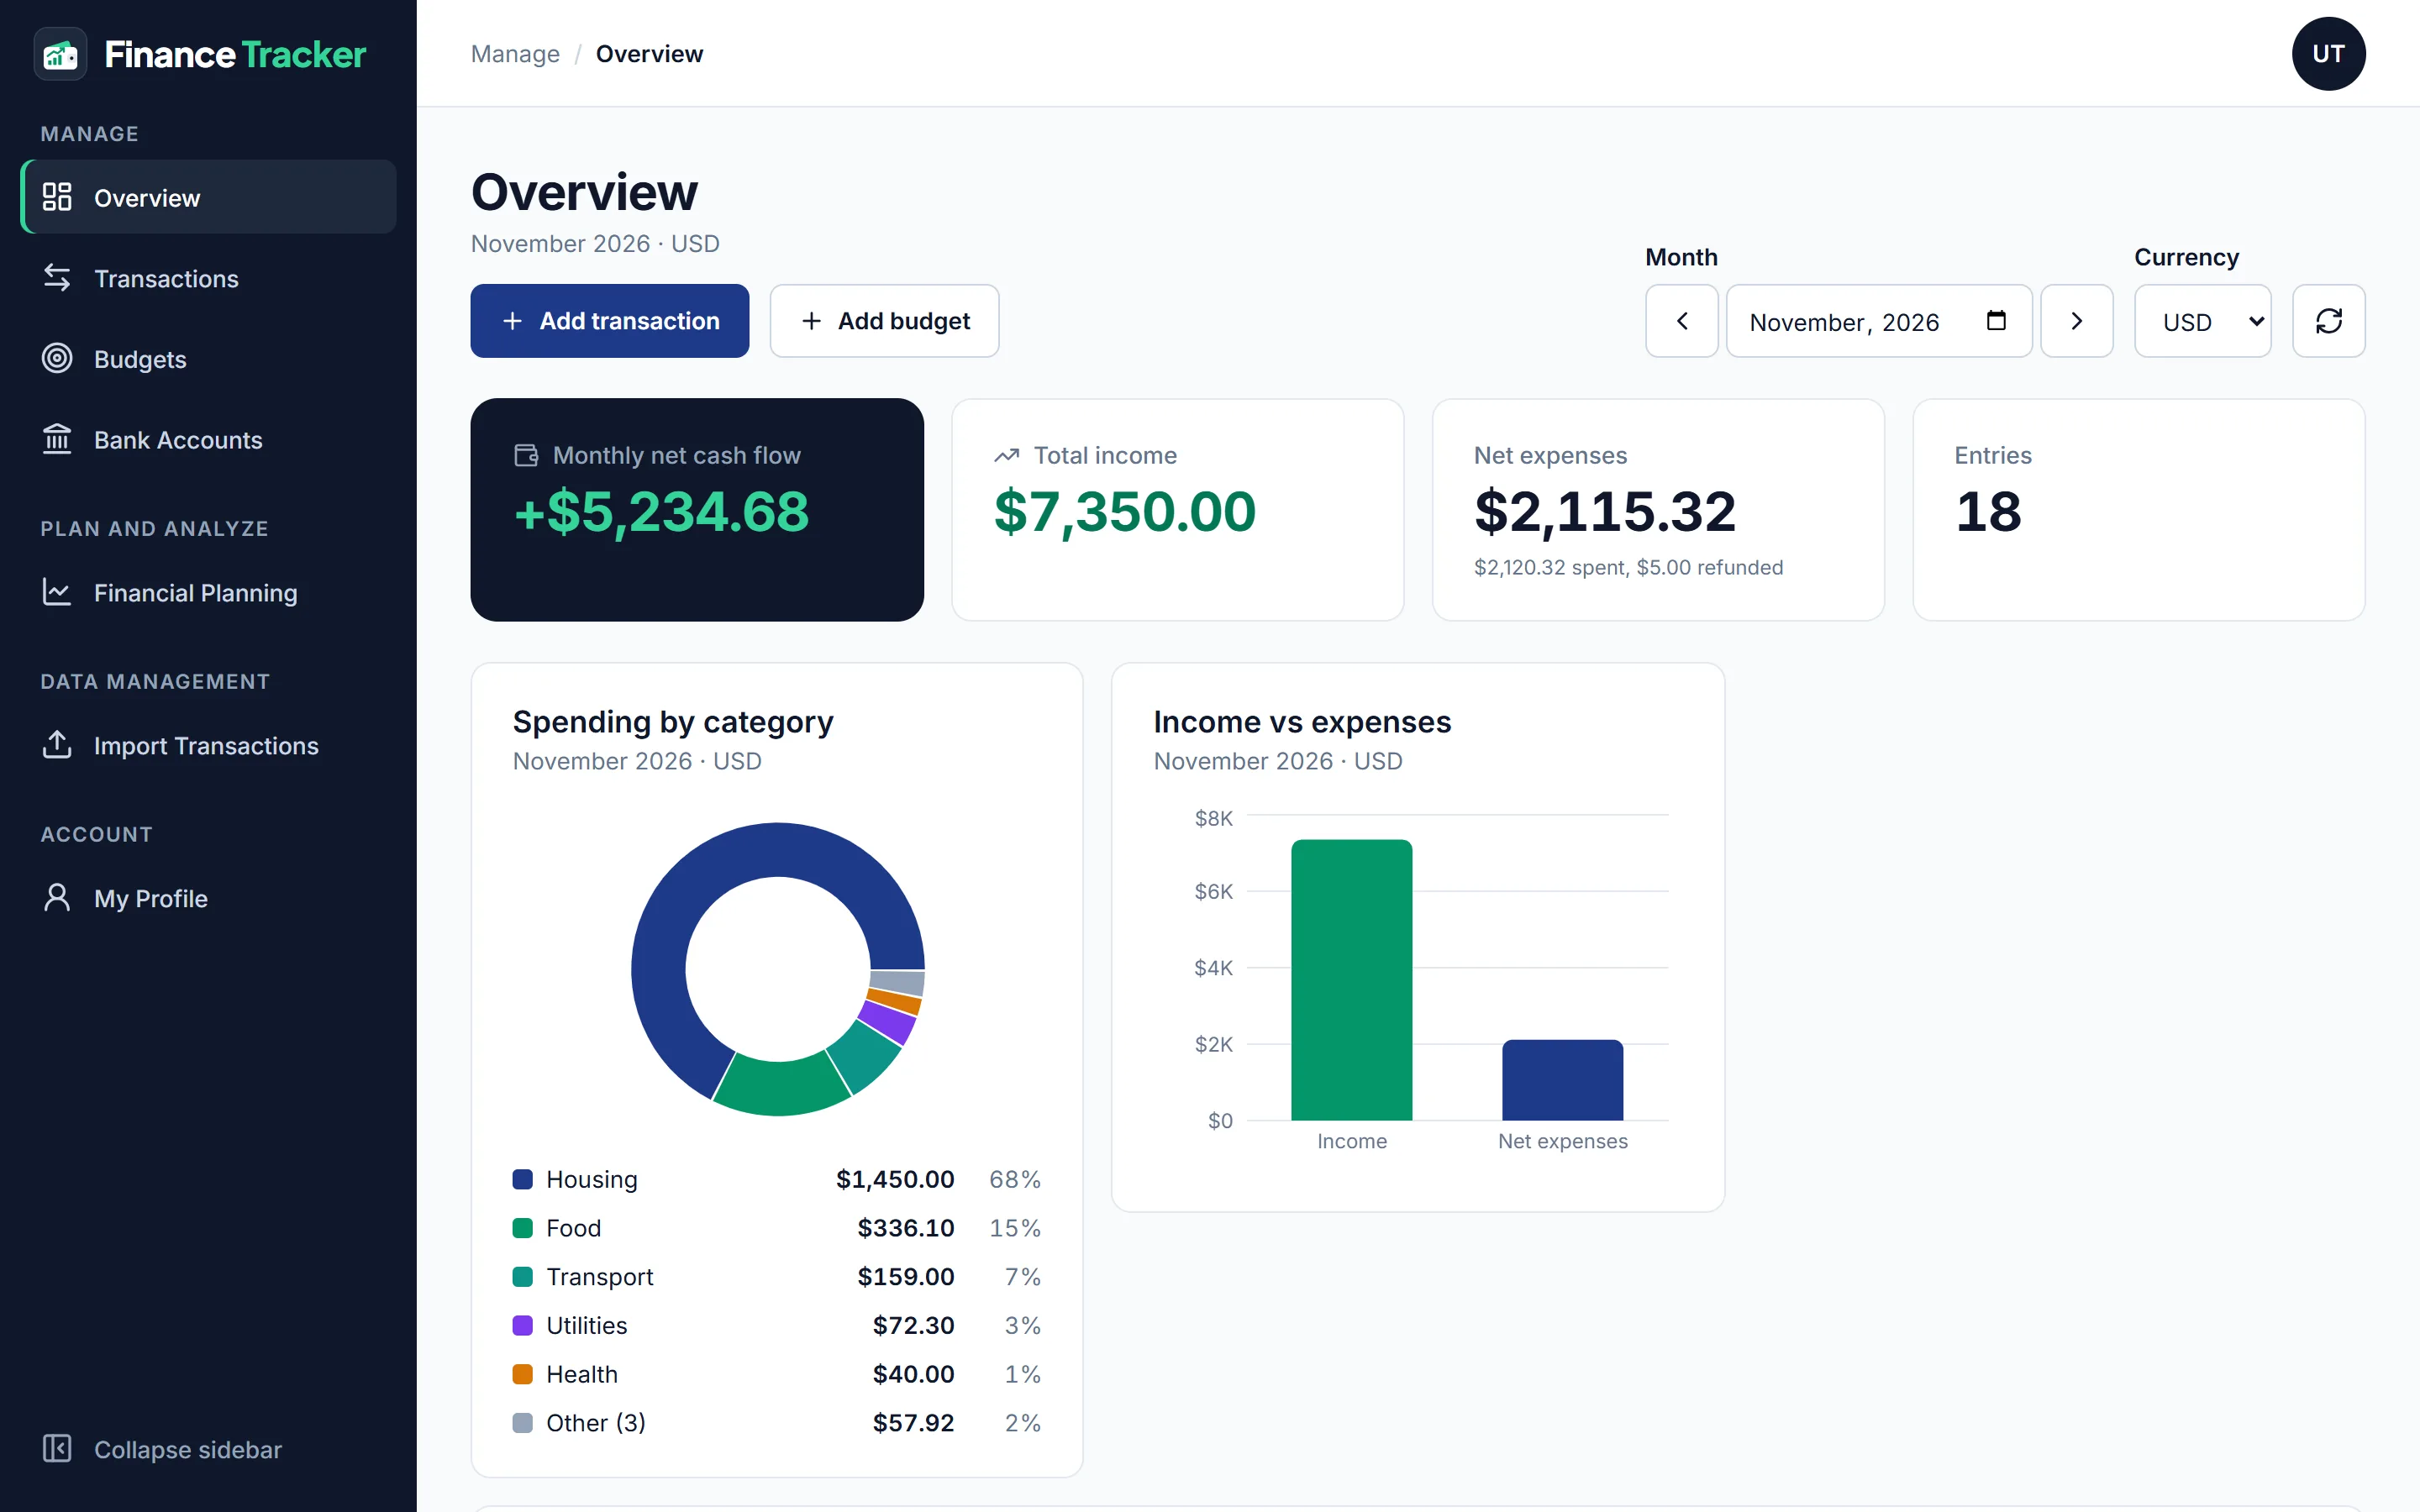 Finance Tracker
MANAGE
Overview
Transactions
Budgets
Bank Accounts
PLAN AND ANALYZE
Financial Planning
DATA MANAGEMENT
Import Transactions
ACCOUNT
My Profile
Collapse sidebar
Manage / Overview
UT
Overview
November 2026 · USD
Add transaction
Add budget
Month
November, 2026
Currency
USD
Monthly net cash flow
+$5,234.68
Total income
$7,350.00
Net expenses
$2,115.32
$2,120.32 spent, $5.00 refunded
Entries
18
Spending by category
November 2026 · USD
Housing $1,450.00 68%
Food $336.10 15%
Transport $159.00 7%
Utilities $72.30 3%
Health $40.00 1%
Other (3) $57.92 2%
Income vs expenses
November 2026 · USD
$8K
$6K
$4K
$2K
$0
Income Net expenses